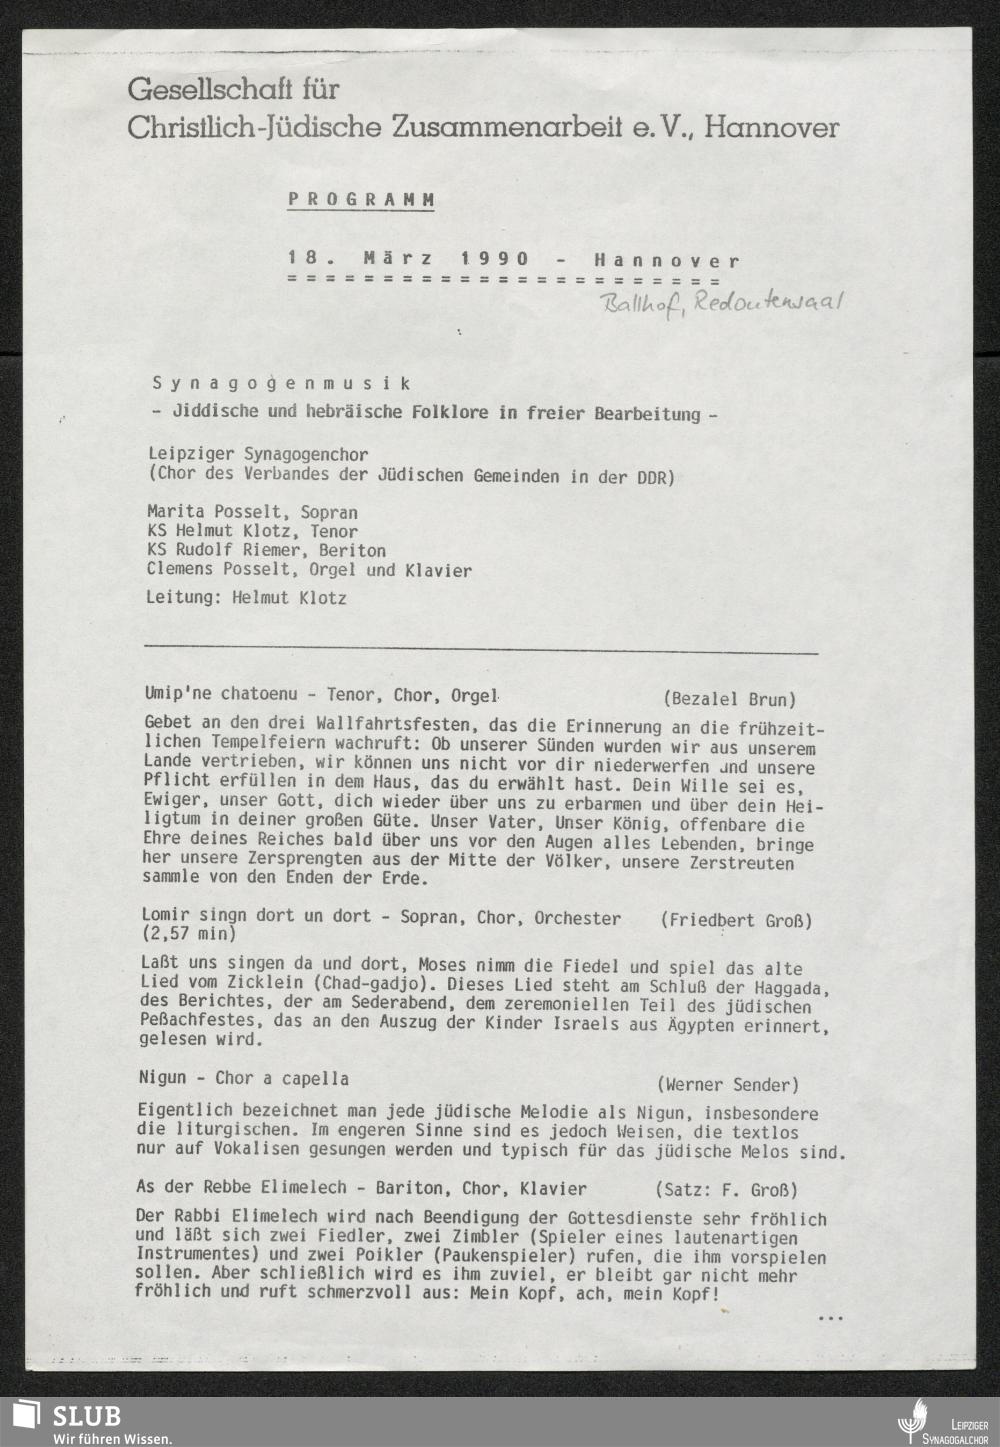 Gesellschaft für
Christlich-Jüdische Zusammenarbeit e.V., Hannover
PROGRAMM
18. März 1990 - Hannover
=======================
Ballhof, Redoutensaal
Synagogenmusik
- Jiddische und hebräische Folklore in freier Bearbeitung -
Leipziger Synagogenchor
(Chor des Verbandes der Jüdischen Gemeinden in der DDR)
Marita Posselt, Sopran
KS Helmut Klotz, Tenor
KS Rudolf Riemer, Beriton
Clemens Posselt, Orgel und Klavier
Leitung: Helmut Klotz
Umip'ne chatoenu - Tenor, Chor, Orgel (Bezalel Brun)
Gebet an den drei Wallfahrtsfesten, das die Erinnerung an die frühzeit-
lichen Tempelfeiern wachruft: Ob unserer Sünden wurden wir aus unserem
Lande vertrieben, wir können uns nicht vor dir niederwerfen und unsere
Pflicht erfüllen in dem Haus, das du erwählt hast. Dein Wille sei es,
Ewiger, unser Gott, dich wieder über uns zu erbarmen und über dein Hei-
ligtum in deiner großen Güte. Unser Vater, Unser König, offenbare die
Ehre deines Reiches bald über uns vor den Augen alles Lebenden, bringe
her unsere Zersprengten aus der Mitte der Völker, unsere Zerstreuten
sammle von den Enden der Erde.
Lomir singn dort un dort - Sopran, Chor, Orchester (Friedbert Groß)
(2,57 min)
Laßt uns singen da und dort, Moses nimm die Fiedel und spiel das alte
Lied vom Zicklein (Chad-gadjo). Dieses Lied steht am Schluß der Haggada,
des Berichtes, der am Sederabend, dem zeremoniellen Teil des jüdischen
Peßachfestes, das an den Auszug der Kinder Israels aus Ägypten erinnert,
gelesen wird.
Nigun - Chor a capella (Werner Sender)
Eigentlich bezeichnet man jede jüdische Melodie als Nigun, insbesondere
die liturgischen. Im engeren Sinne sind es jedoch Weisen, die textlos
nur auf Vokalisen gesungen werden und typisch für das jüdische Melos sind.
As der Rebbe Elimelech - Bariton, Chor, Klavier (Satz: F. Groß)
Der Rabbi Elimelech wird nach Beendigung der Gottesdienste sehr fröhlich
und läßt sich zwei Fiedler, zwei Zimbler (Spieler eines lautenartigen
Instrumentes) und zwei Poikler (Paukenspieler) rufen, die ihm vorspielen
sollen. Aber schließlich wird es ihm zuviel, er bleibt gar nicht mehr
fröhlich und ruft schmerzvoll aus: Mein Kopf, ach, mein Kopf!
...
SLUB
Wir führen Wissen.
LEIPZIGER
SYNAGOGALCHOR